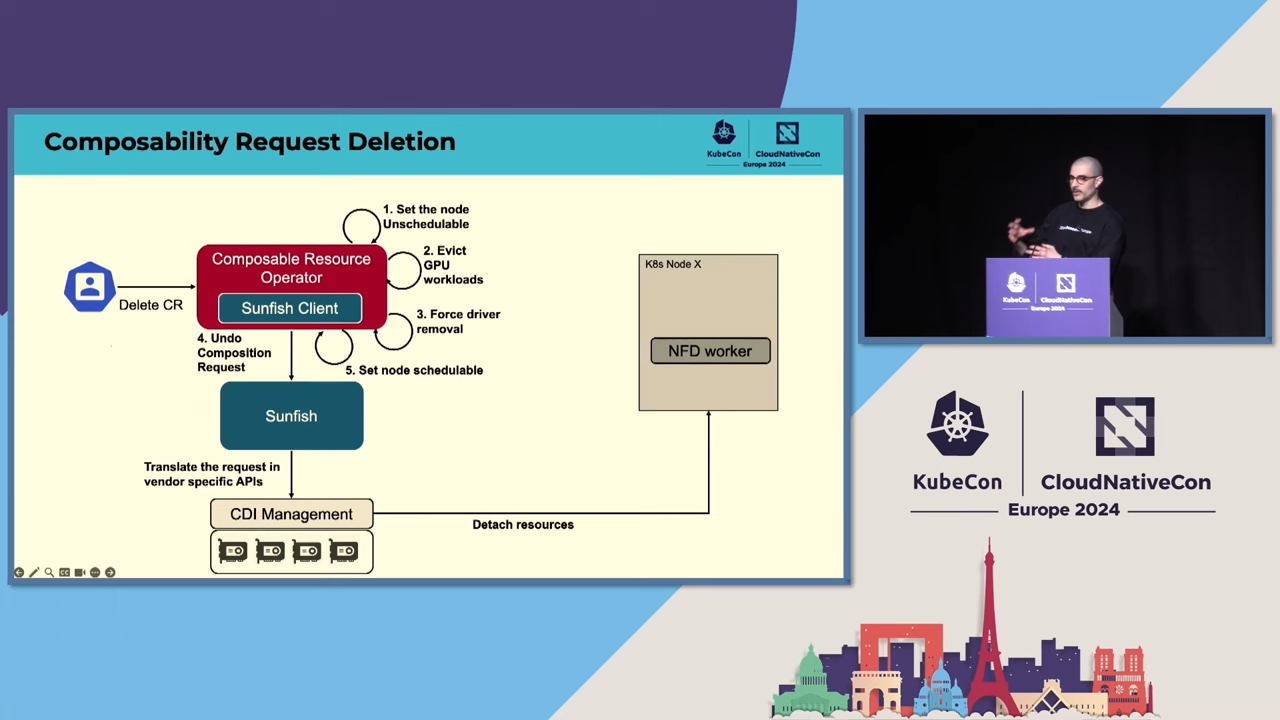 Composability Request Deletion
KubeCon
CloudNativeCon
Europe 2024
1. Set the node
Unschedulable
2. Evict
GPU
workloads
Composable Resource
Operator
Sunfish Client
Delete CR
3. Force driver
removal
4. Undo
Composition
Request
5. Set node schedulable
K8s Node X
NFD worker
Sunfish
Translate the request in
vendor specific APIs
CDI Management
Detach resources
KubeCon
CloudNativeCon
Europe 2024
KubeCon
CloudNativeCon
Europe 2024